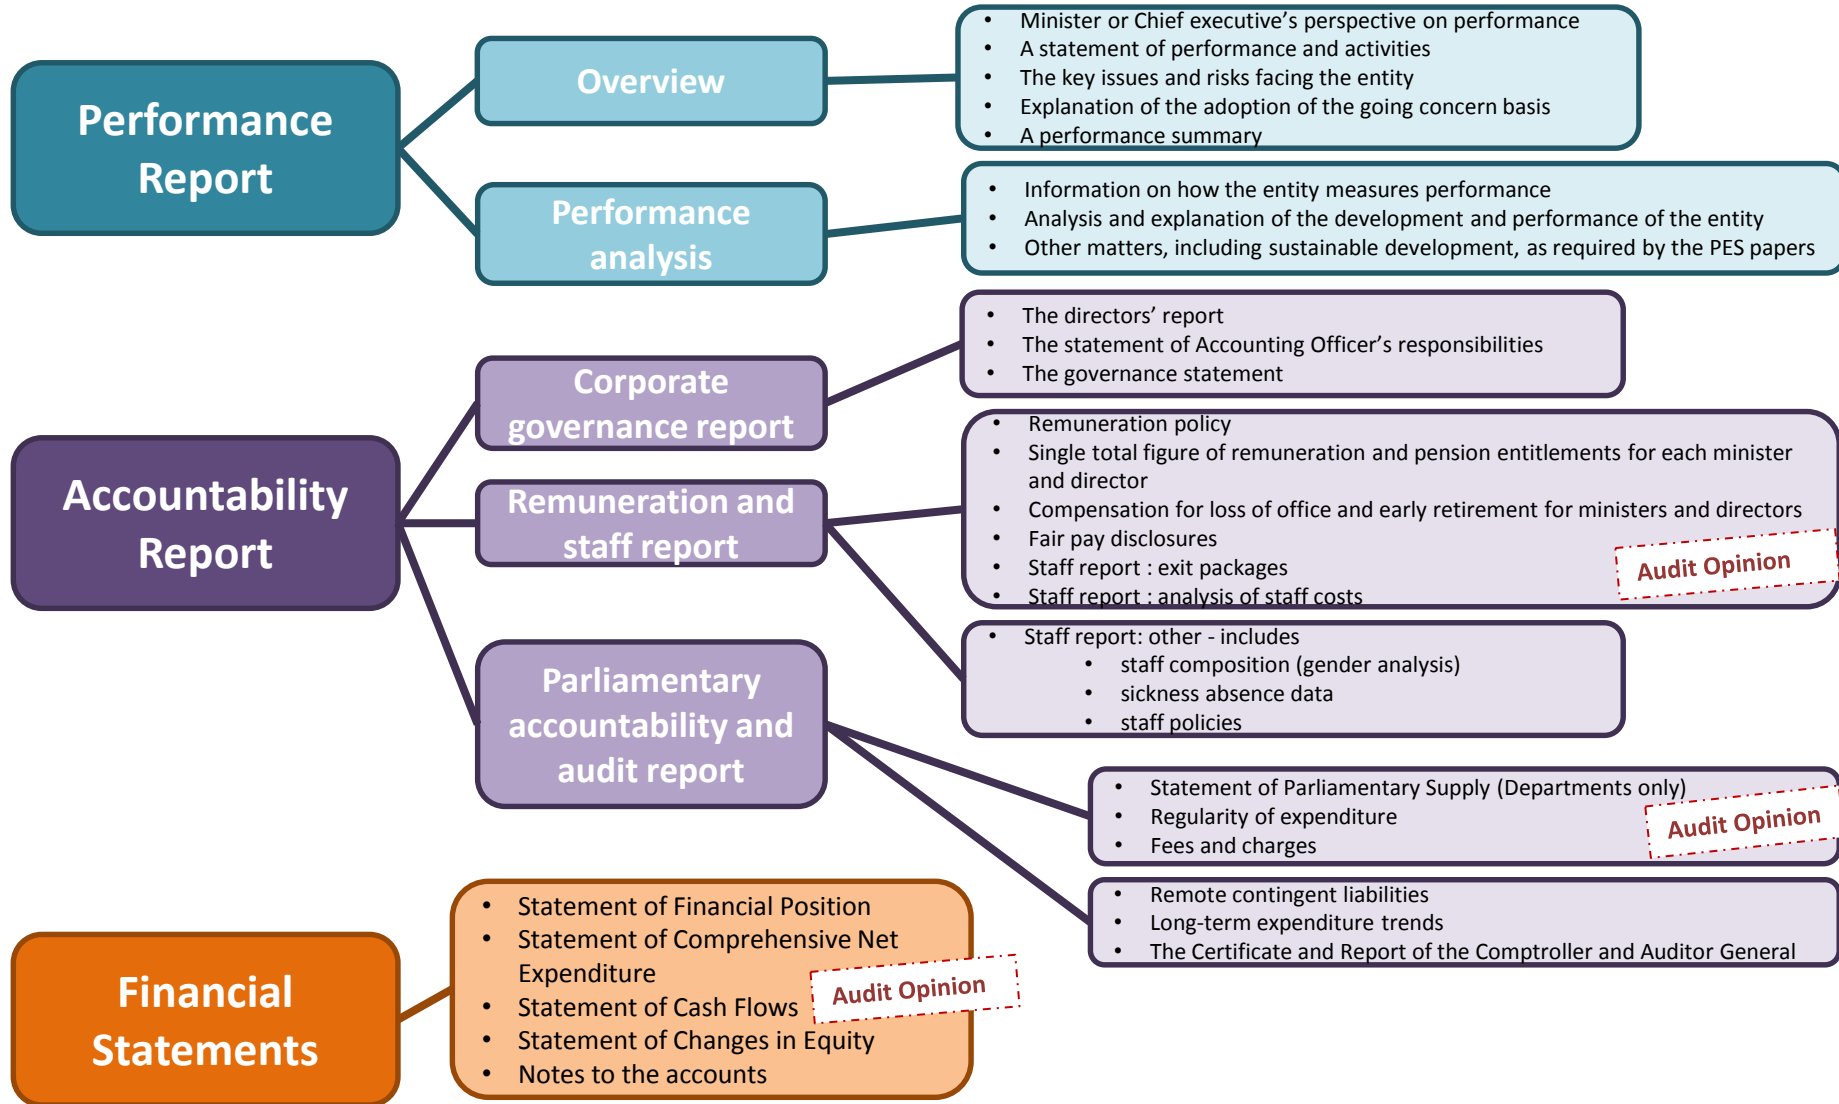 Performance
Report
Overview
• Minister or Chief executive's perspective on performance
• A statement of performance and activities
• The key issues and risks facing the entity
• Explanation of the adoption of the going concern basis
• A performance summary
Performance
analysis
• Information on how the entity measures performance
• Analysis and explanation of the development and performance of the entity
• Other matters, including sustainable development, as required by the PES papers
Accountability
Report
Corporate
governance report
• The directors' report
• The statement of Accounting Officer's responsibilities
• The governance statement
Remuneration and
staff report
• Remuneration policy
• Single total figure of remuneration and pension entitlements for each minister
and director
• Compensation for loss of office and early retirement for ministers and directors
• Fair pay disclosures
• Staff report : exit packages
• Staff report : analysis of staff costs
Audit Opinion
• Staff report: other - includes
• staff composition (gender analysis)
• sickness absence data
• staff policies
Parliamentary
accountability and
audit report
• Statement of Parliamentary Supply (Departments only)
• Regularity of expenditure
• Fees and charges
Audit Opinion
• Remote contingent liabilities
• Long-term expenditure trends
• The Certificate and Report of the Comptroller and Auditor General
Financial
Statements
• Statement of Financial Position
• Statement of Comprehensive Net
Expenditure
• Statement of Cash Flows
• Statement of Changes in Equity
• Notes to the accounts
Audit Opinion